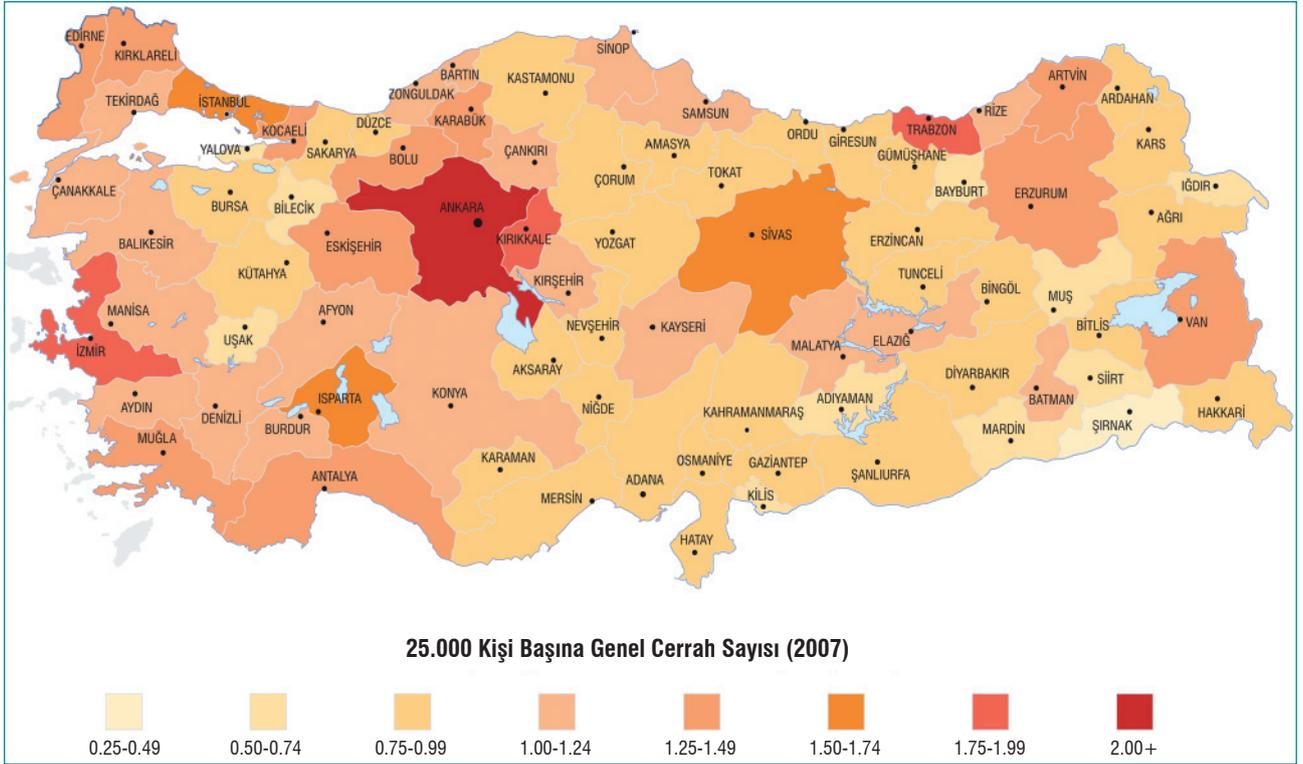 EDİRNE
KIRKLARELİ
TEKİRDAĞ
İSTANBUL
KOCAELİ
YALOVA
SAKARYA
DÜZCE
BOLU
ZONGULDAK
BARTIN
KARABÜK
KASTAMONU
SİNOP
SAMSUN
ÇANKIRI
ÇORUM
AMASYA
TOKAT
ORDU
GİRESUN
GÜMÜŞHANE
TRABZON
RİZE
ARTVİN
ARDAHAN
KARS
BAYBURT
ERZURUM
IĞDIR
AĞRI
ÇANAKKALE
BALIKESİR
BURSA
BİLECİK
ESKİŞEHİR
KÜTAHYA
ANKARA
KIRIKKALE
KIRŞEHİR
YOZGAT
SİVAS
ERZİNCAN
TUNCELİ
BİNGÖL
MUŞ
BİTLİS
VAN
MANİSA
İZMİR
UŞAK
AFYON
NEVŞEHİR
KAYSERİ
MALATYA
ELAZIĞ
AKSARAY
KONYA
ISPARTA
AYDIN
DENİZLİ
BURDUR
MUĞLA
ANTALYA
NİĞDE
KAHRAMANMARAŞ
ADIYAMAN
DİYARBAKIR
BATMAN
SİİRT
MARDİN
ŞIRNAK
HAKKARİ
KARAMAN
MERSİN
ADANA
OSMANİYE
GAZİANTEP
KİLİS
ŞANLIURFA
HATAY
25.000 Kişi Başına Genel Cerrah Sayısı (2007)
0.25-0.49 0.50-0.74 0.75-0.99 1.00-1.24 1.25-1.49 1.50-1.74 1.75-1.99 2.00+